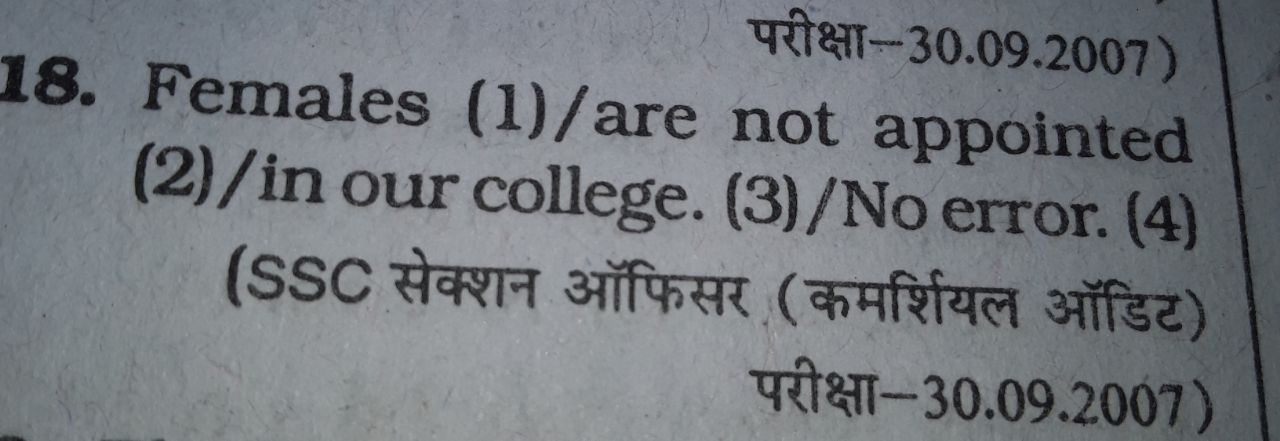 परीक्षा–30.09.2007)
18. Females (1)/are not appointed
(2)/in our college. (3)/No error. (4)
(SSC सेक्शन ऑफिसर (कमर्शियल ऑडिट)
परीक्षा–30.09.2007)